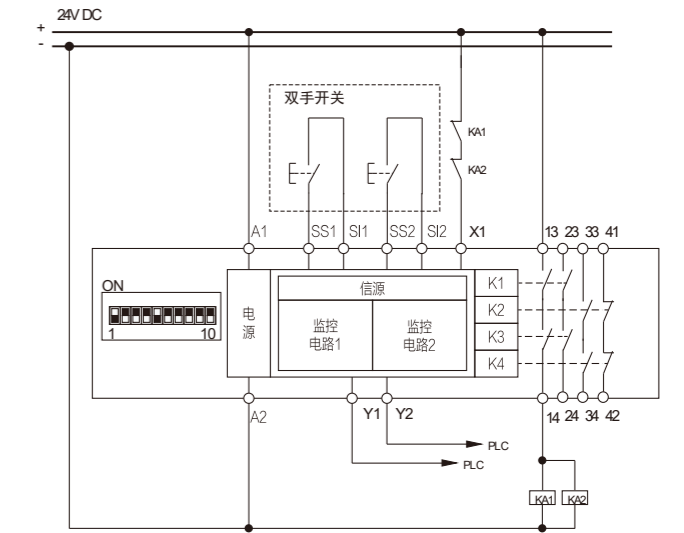 24V DC
+
-
双手开关
KA1
KA2
A1 SS1 SI1 SS2 SI2 X1 13 23 33 41
ON
1 10
电源
信源
监控电路1
监控电路2
K1
K2
K3
K4
A2 Y1 Y2 14 24 34 42
PLC
PLC
KA1 KA2